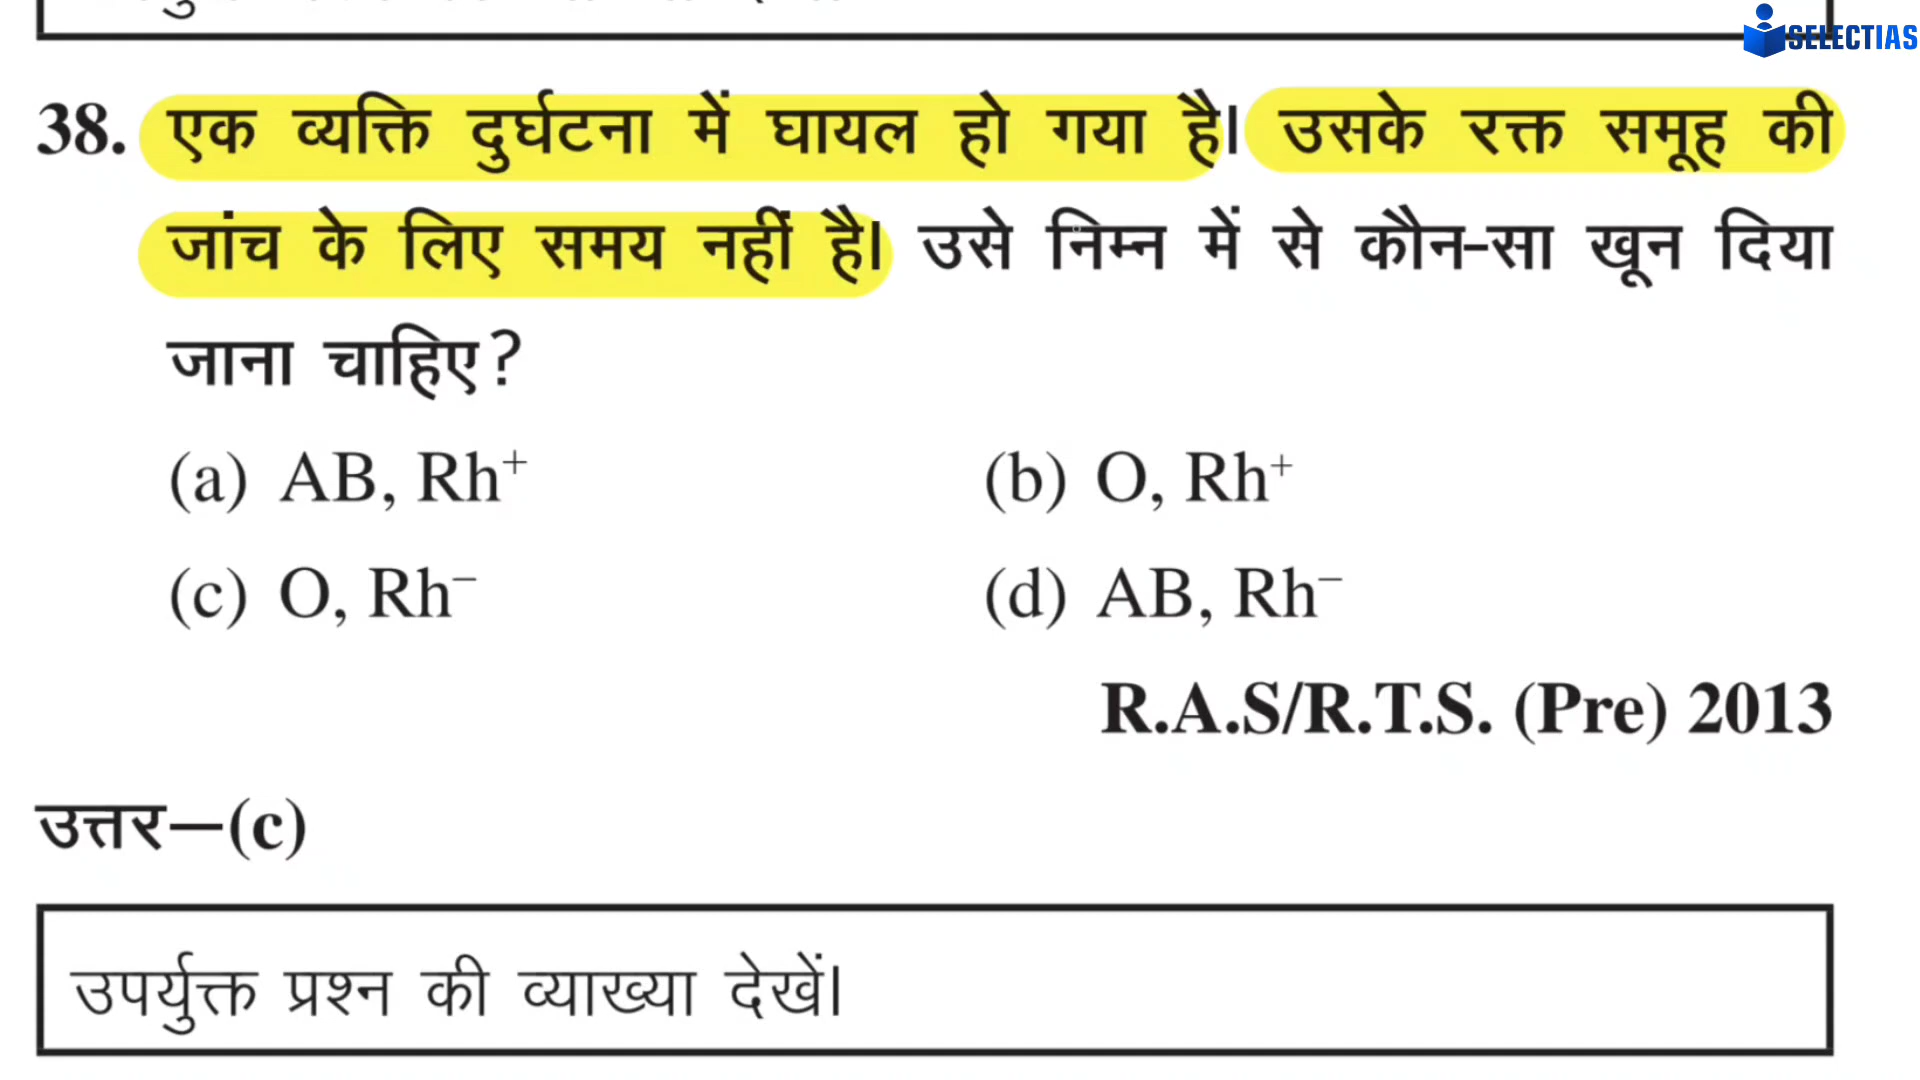 SELECTIAS
38. एक व्यक्ति दुर्घटना में घायल हो गया है। उसके रक्त समूह की
जांच के लिए समय नहीं है। उसे निम्न में से कौन-सा खून दिया
जाना चाहिए?
(a) AB, Rh⁺ (b) O, Rh⁺
(c) O, Rh⁻ (d) AB, Rh⁻
R.A.S/R.T.S. (Pre) 2013
उत्तर—(c)
उपर्युक्त प्रश्न की व्याख्या देखें।